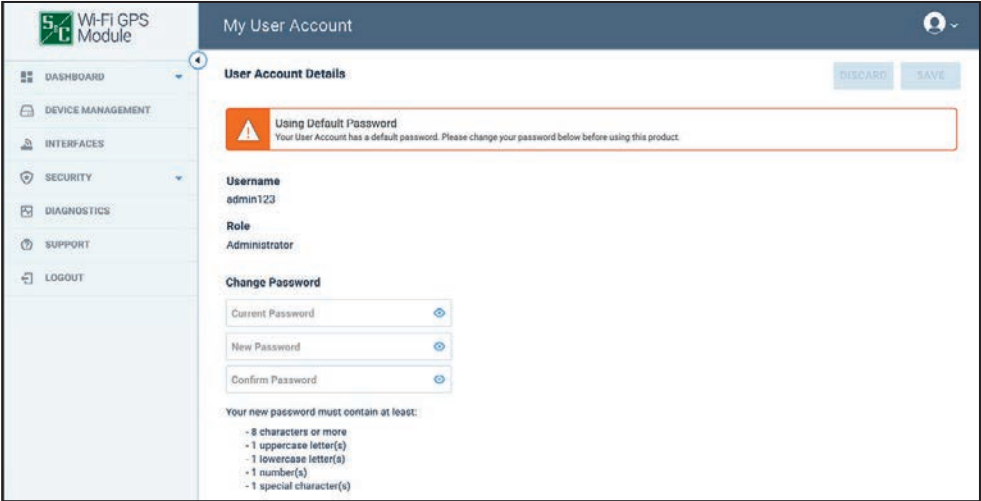 S&C Wi-Fi GPS
Module
My User Account
DASHBOARD
DEVICE MANAGEMENT
INTERFACES
SECURITY
DIAGNOSTICS
SUPPORT
LOGOUT
User Account Details
DISCARD SAVE
Using Default Password
Your User Account has a default password. Please change your password below before using this product.
Username
admin123
Role
Administrator
Change Password
Current Password
New Password
Confirm Password
Your new password must contain at least:
- 8 characters or more
- 1 uppercase letter(s)
- 1 lowercase letter(s)
- 1 number(s)
- 1 special character(s)